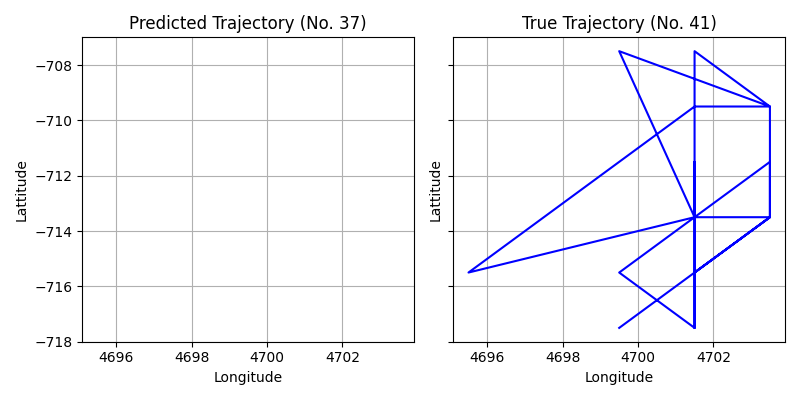 Predicted Trajectory (No. 37)
True Trajectory (No. 41)
Lattitude
−708
−710
−712
−714
−716
−718
4696
4698
4700
4702
Longitude
Lattitude
4696
4698
4700
4702
Longitude